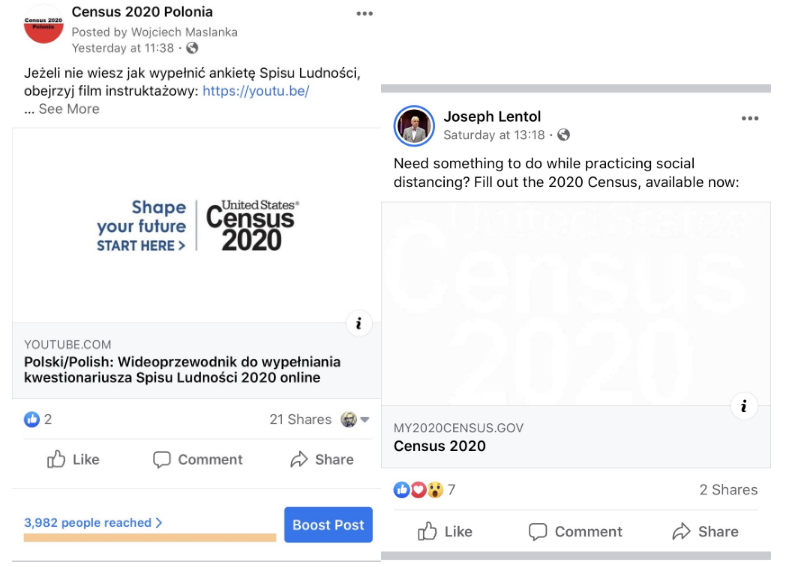 Census 2020
Polonia
Census 2020 Polonia
Posted by Wojciech Maslanka
Yesterday at 11:38 ·
Jeżeli nie wiesz jak wypełnić ankietę Spisu Ludności,
obejrzyj film instruktażowy: https://youtu.be/
... See More
Shape
your future
START HERE >
United States®
Census
2020
i
YOUTUBE.COM
Polski/Polish: Wideoprzewodnik do wypełniania
kwestionariusza Spisu Ludności 2020 online
2
21 Shares
Like
Comment
Share
3,982 people reached >
Boost Post
Joseph Lentol
Saturday at 13:18 ·
Need something to do while practicing social
distancing? Fill out the 2020 Census, available now:
United States
Census
2020
i
MY2020CENSUS.GOV
Census 2020
7
2 Shares
Like
Comment
Share